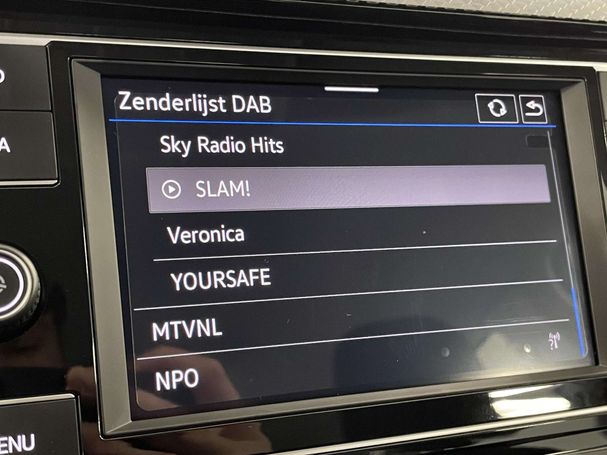 Zenderlijst DAB
Sky Radio Hits
SLAM!
Veronica
YOURSAFE
MTVNL
NPO
A
ENU